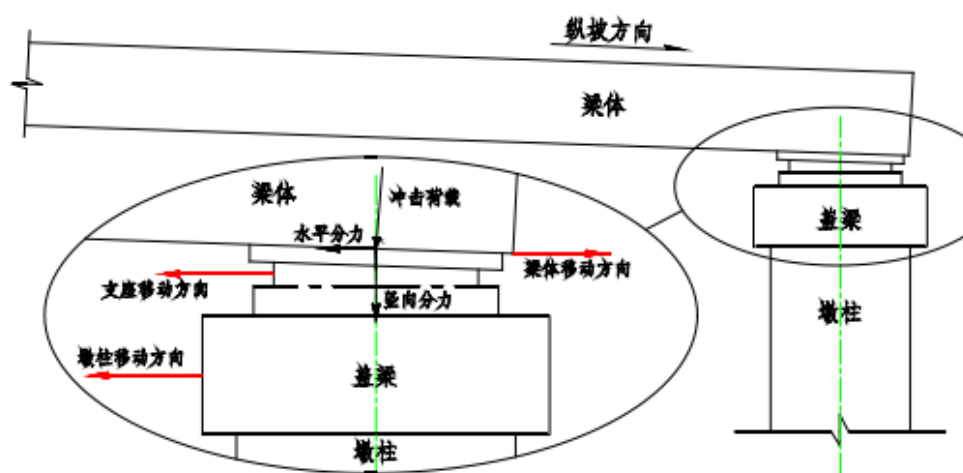 纵坡方向
梁体
梁体
冲击荷载
水平分力
梁体移动方向
支座移动方向
竖向分力
盖梁
墩柱移动方向
盖梁
墩柱
墩柱